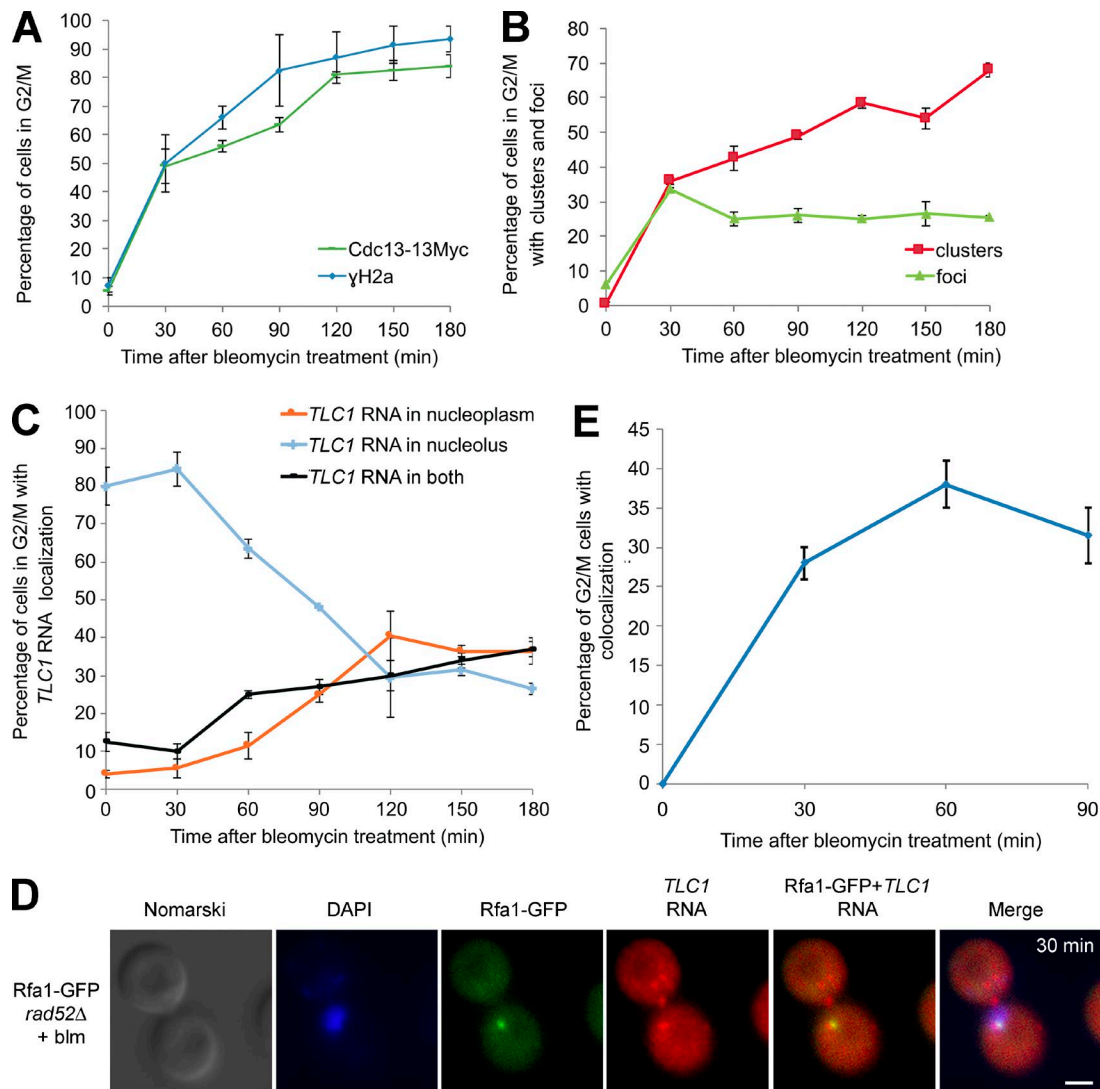 A
100
90
80
70
60
50
40
30
20
10
0
Percentage of cells in G2/M
Cdc13-13Myc
ɣH2a
0 30 60 90 120 150 180
Time after bleomycin treatment (min)
B
80
70
60
50
40
30
20
10
0
Percentage of cells in G2/M
with clusters and foci
clusters
foci
0 30 60 90 120 150 180
Time after bleomycin treatment (min)
C
100
90
80
70
60
50
40
30
20
10
0
Percentage of cells in G2/M with
TLC1 RNA localization
TLC1 RNA in nucleoplasm
TLC1 RNA in nucleolus
TLC1 RNA in both
0 30 60 90 120 150 180
Time after bleomycin treatment (min)
E
45
40
35
30
25
20
15
10
5
0
Percentage of G2/M cells with
colocalization
0 30 60 90
Time after bleomycin treatment (min)
D
Nomarski
DAPI
Rfa1-GFP
TLC1
RNA
Rfa1-GFP+TLC1
RNA
Merge
Rfa1-GFP
rad52Δ
+ blm
30 min